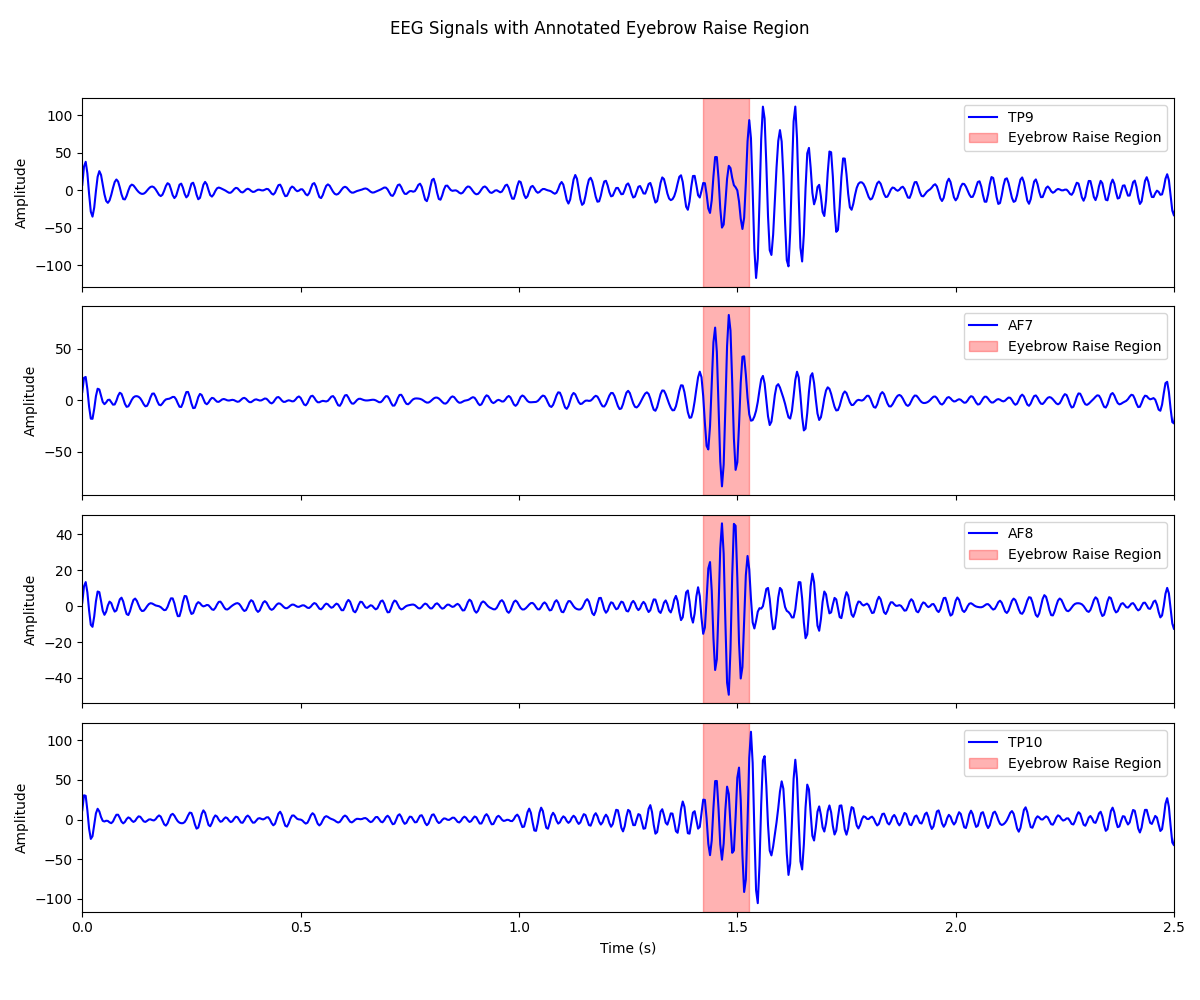 EEG Signals with Annotated Eyebrow Raise Region
Amplitude
100
50
0
−50
−100
TP9
Eyebrow Raise Region
Amplitude
50
0
−50
AF7
Eyebrow Raise Region
Amplitude
40
20
0
−20
−40
AF8
Eyebrow Raise Region
Amplitude
100
50
0
−50
−100
TP10
Eyebrow Raise Region
0.0 0.5 1.0 1.5 2.0 2.5
Time (s)